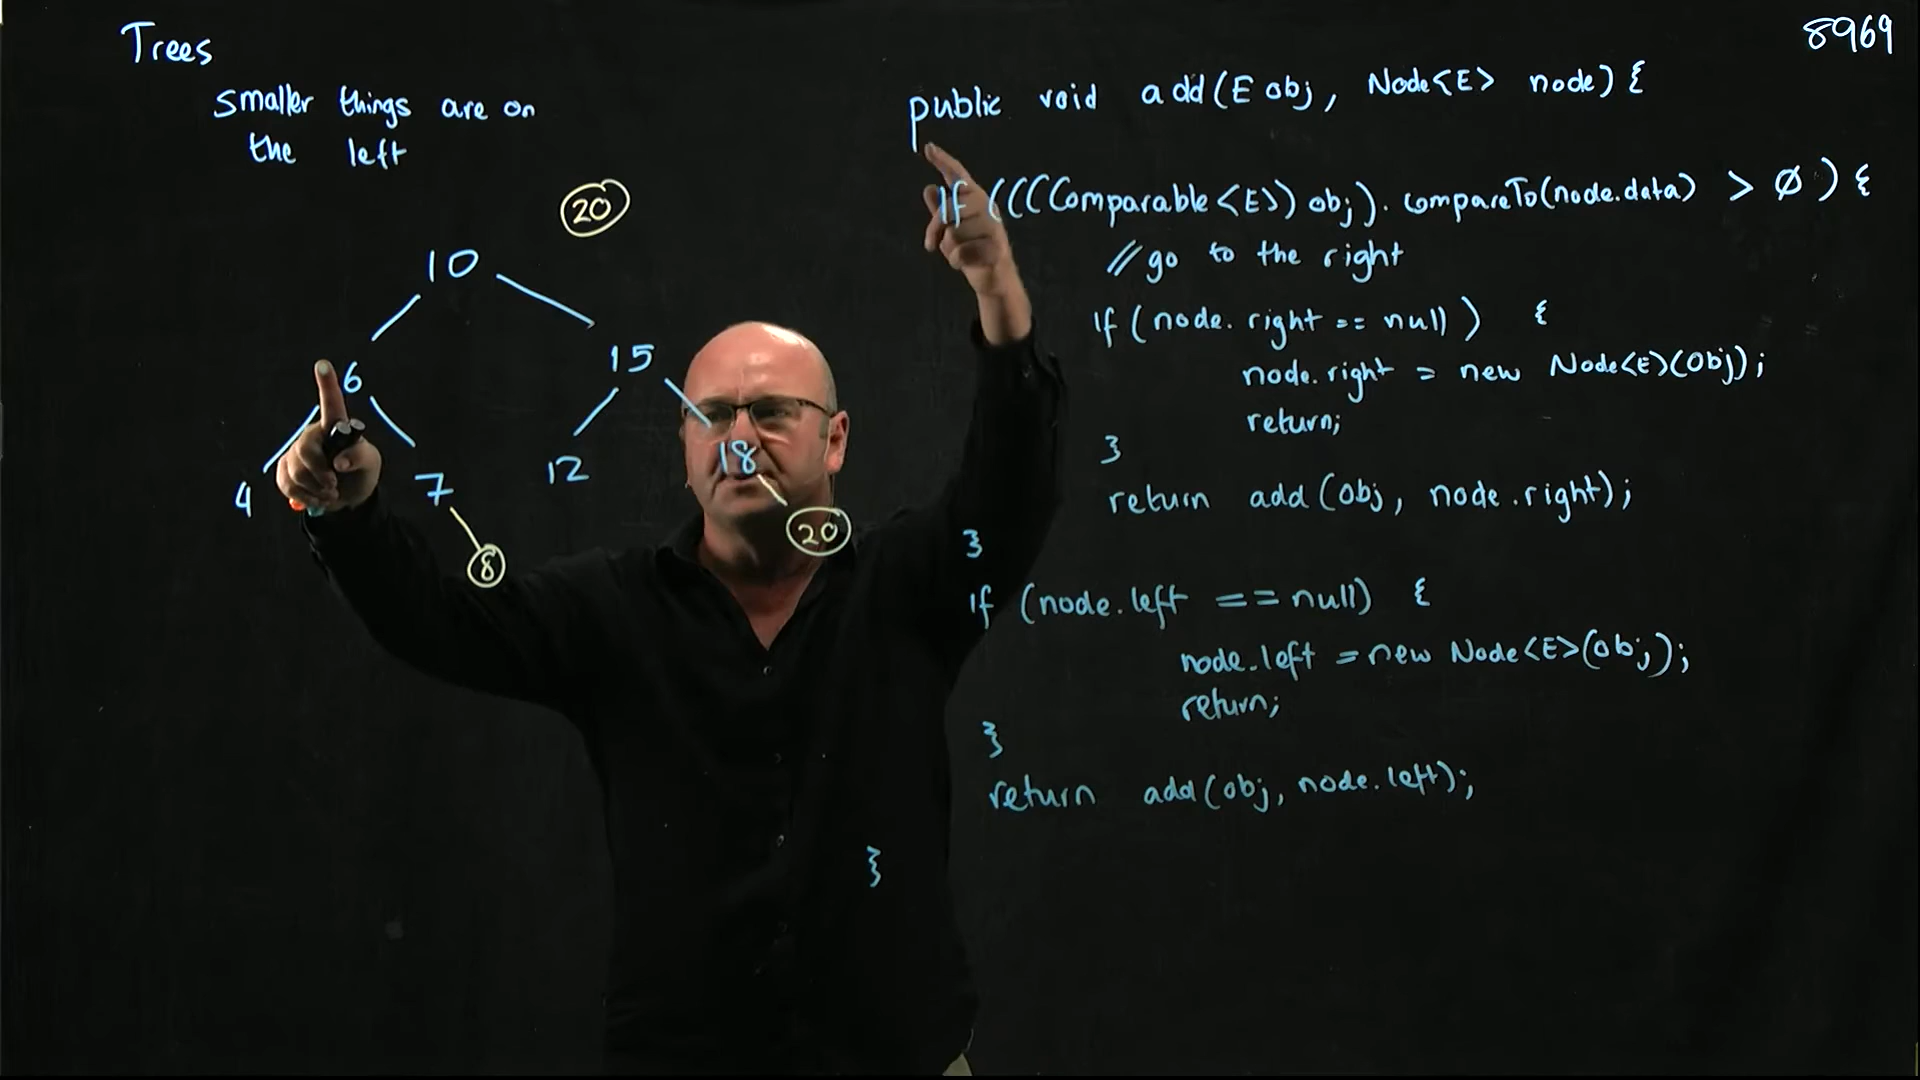 Trees
smaller things are on
the left
20
10
6
15
4
7
12
18
8
20
8969
public void add(E obj, Node<E> node) {
if (((Comparable<E>) obj). compareTo(node.data) > Ø) {
// go to the right
if (node. right == null) {
node.right = new Node<E>(obj);
return;
}
return add (obj, node.right);
}
if (node.left == null) {
node.left = new Node<E>(obj);
return;
}
return add(obj, node.left);
}